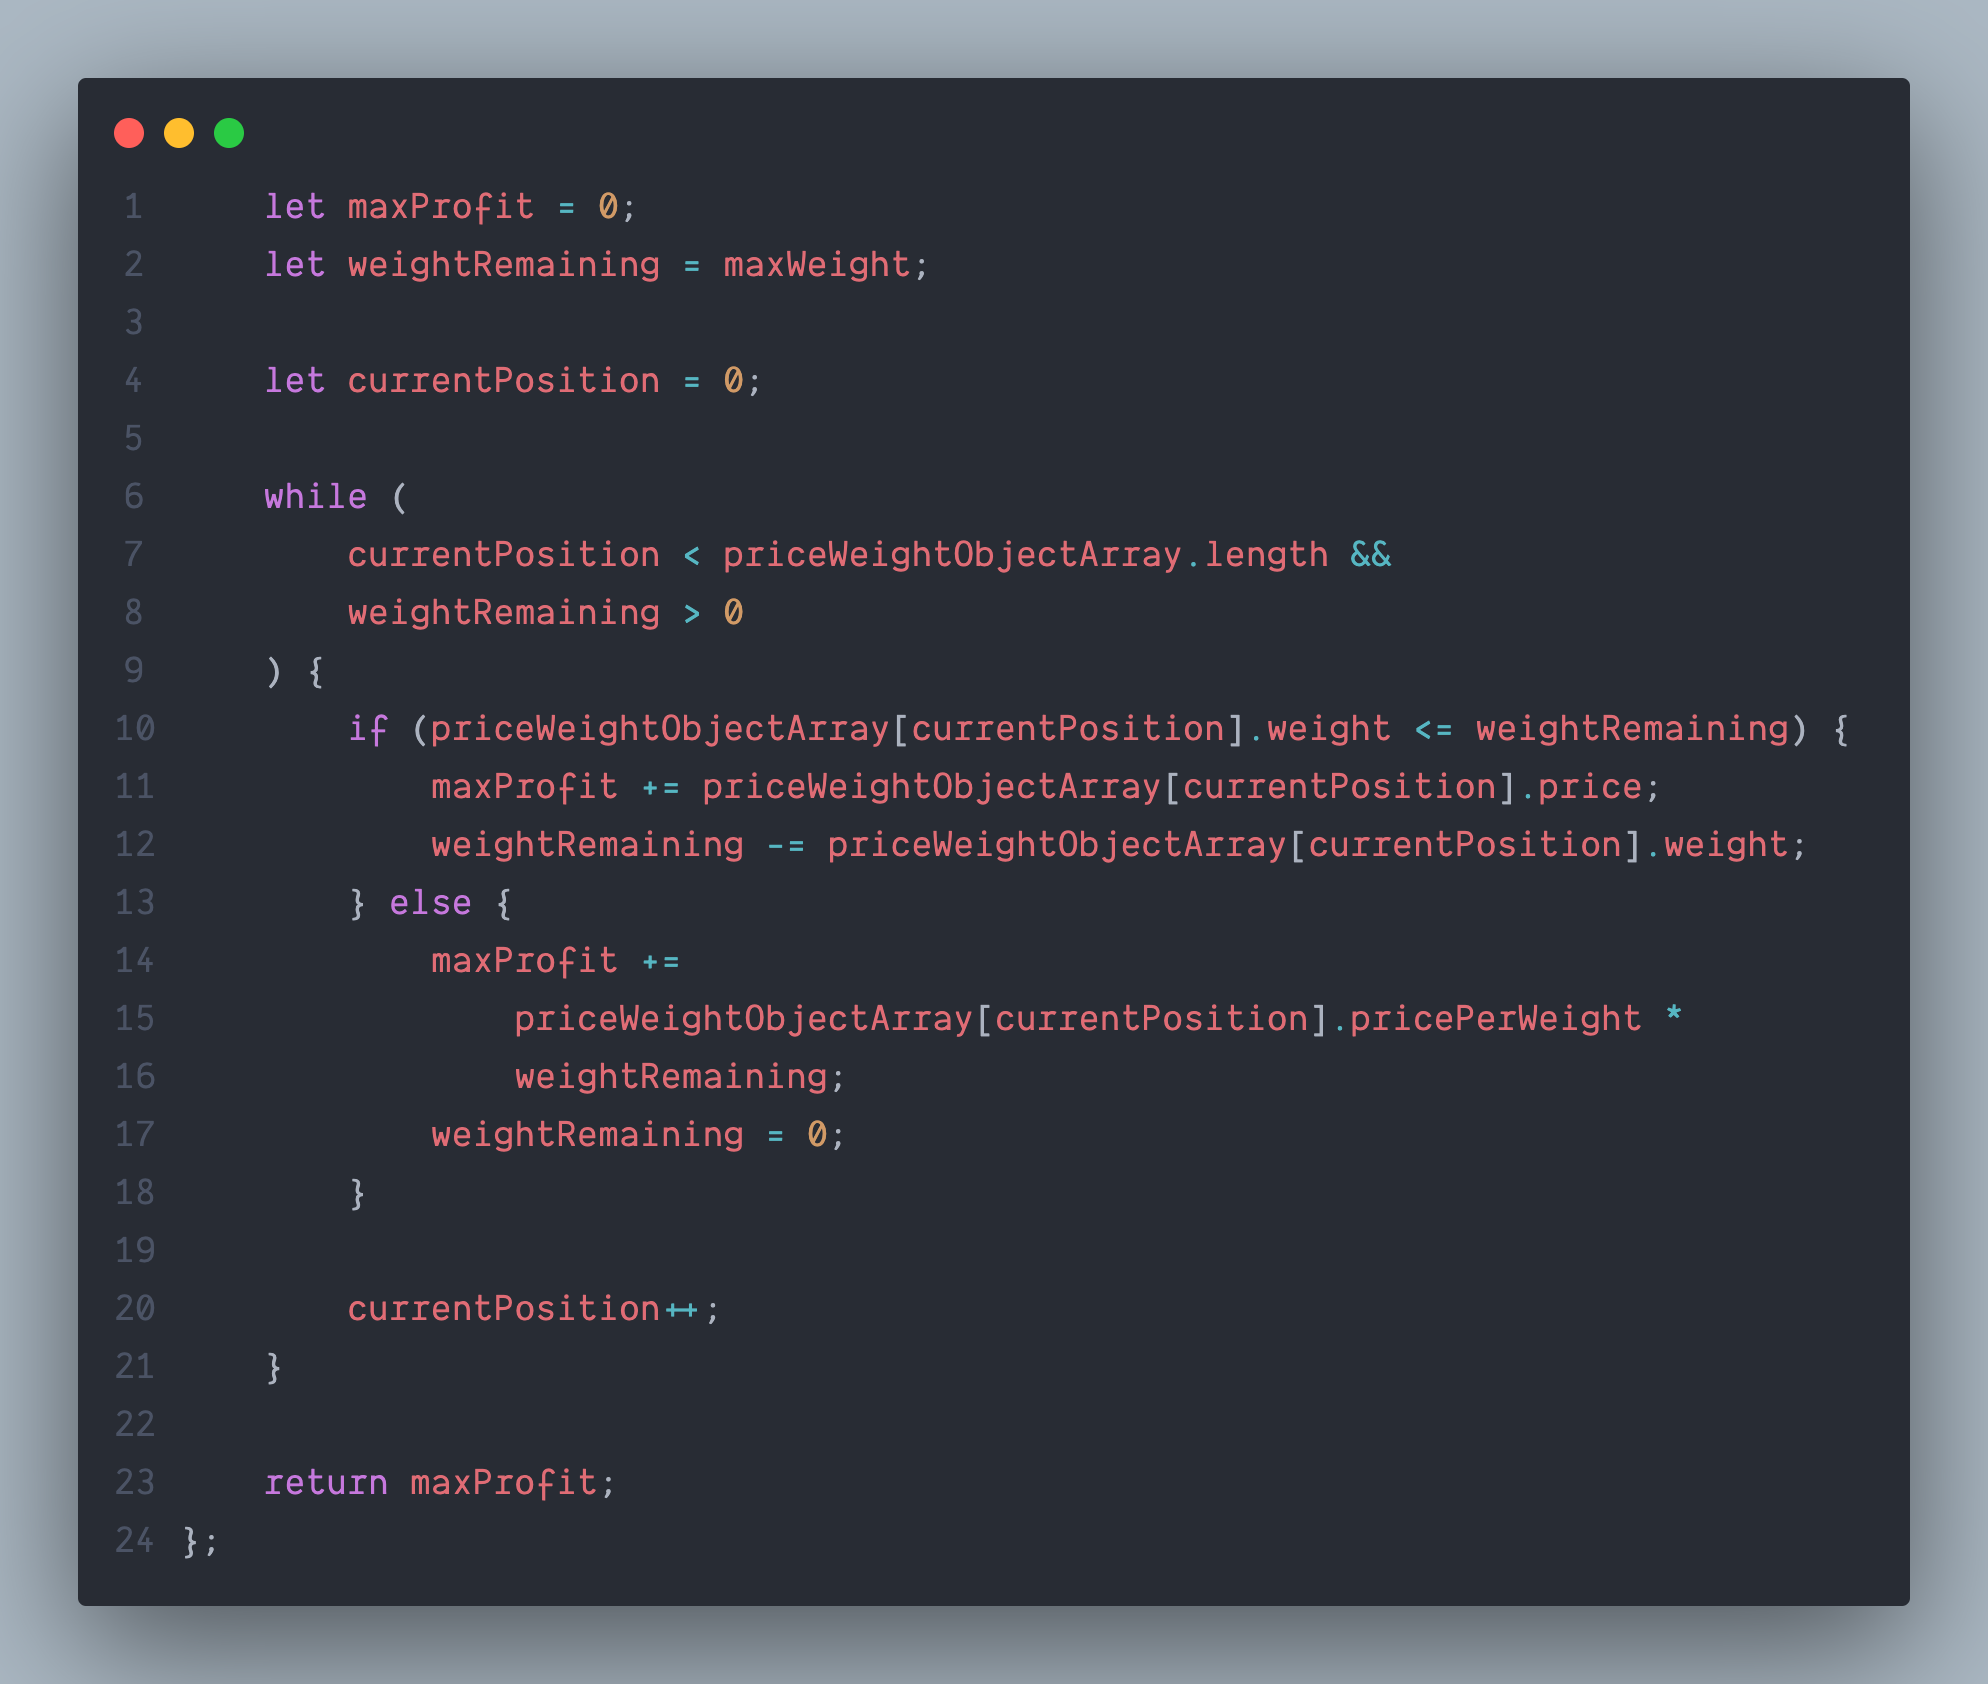 1 let maxProfit = 0;
2 let weightRemaining = maxWeight;
3
4 let currentPosition = 0;
5
6 while (
7 currentPosition < priceWeightObjectArray.length &&
8 weightRemaining > 0
9 ) {
10 if (priceWeightObjectArray[currentPosition].weight <= weightRemaining) {
11 maxProfit += priceWeightObjectArray[currentPosition].price;
12 weightRemaining -= priceWeightObjectArray[currentPosition].weight;
13 } else {
14 maxProfit +=
15 priceWeightObjectArray[currentPosition].pricePerWeight *
16 weightRemaining;
17 weightRemaining = 0;
18 }
19
20 currentPosition++;
21 }
22
23 return maxProfit;
24 };